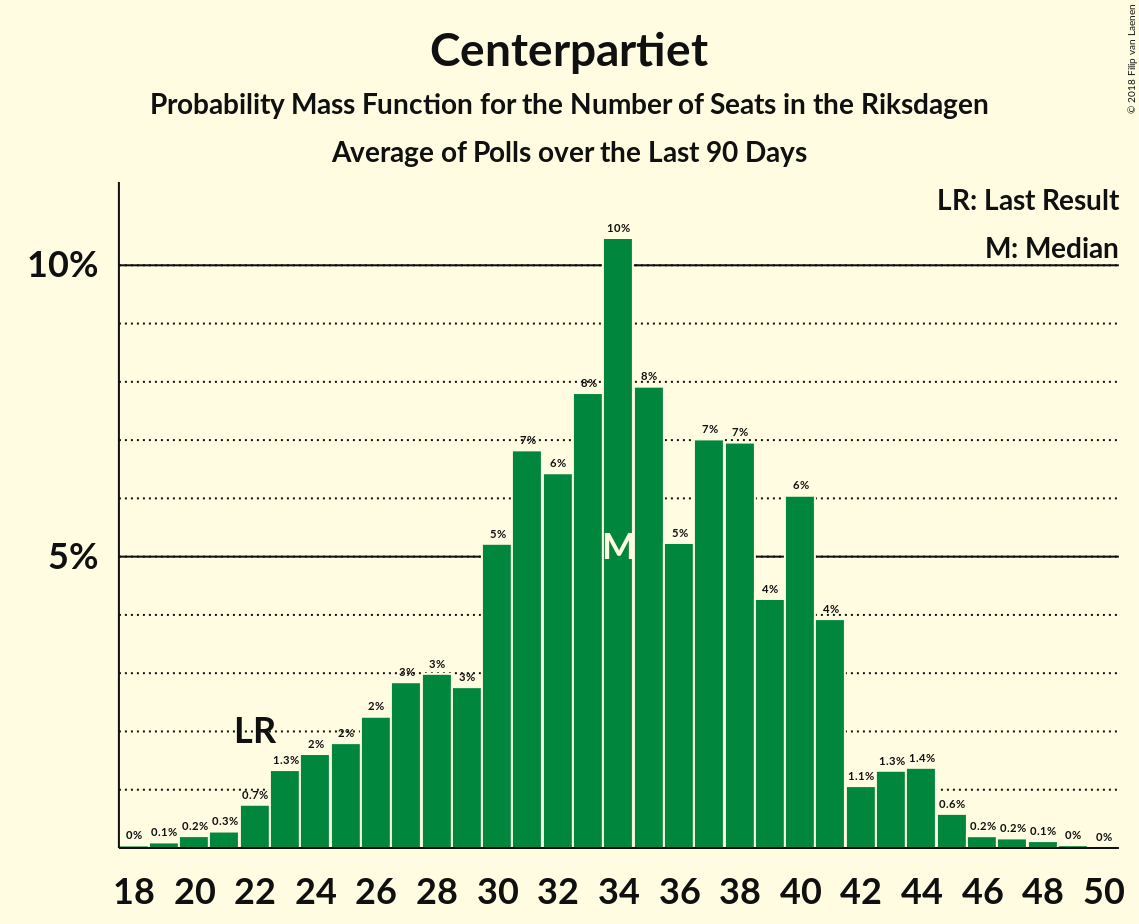 Centerpartiet
Probability Mass Function for the Number of Seats in the Riksdagen
Average of Polls over the Last 90 Days
© 2018 Filip van Laenen
LR: Last Result
M: Median
10%
5%
0% 0.1% 0.2% 0.3% 0.7% 1.3% 2% 2% 2% 3% 3% 3% 5% 7% 6% 8% 10% 8% 5% 7% 7% 4% 6% 4% 1.1% 1.3% 1.4% 0.6% 0.2% 0.2% 0.1% 0% 0%
LR
M
18 20 22 24 26 28 30 32 34 36 38 40 42 44 46 48 50